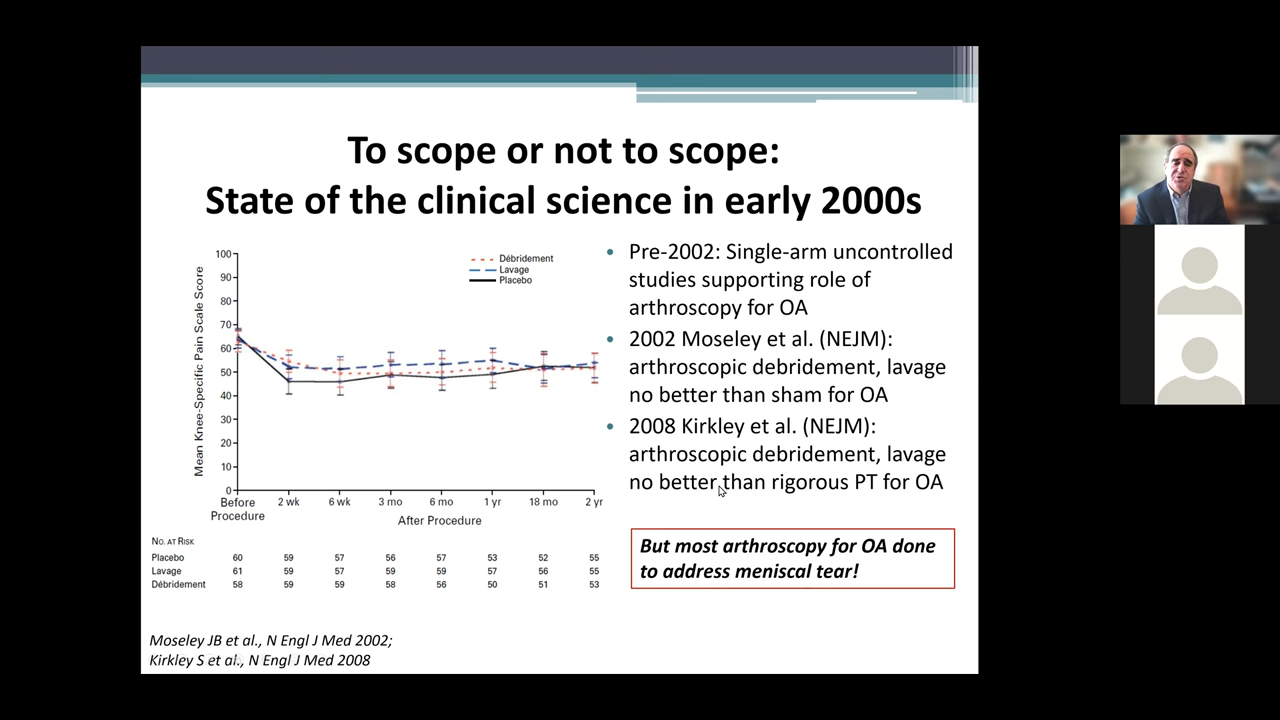 To scope or not to scope:
State of the clinical science in early 2000s
100
90
80
70
60
50
40
30
20
10
0
Mean Knee-Specific Pain Scale Score
Débridement
Lavage
Placebo
Before Procedure
2 wk
6 wk
3 mo
6 mo
1 yr
18 mo
2 yr
After Procedure
No. at Risk
Placebo 60 59 57 56 57 53 52 55
Lavage 61 59 57 59 59 57 56 55
Débridement 58 59 59 58 56 50 51 53
• Pre-2002: Single-arm uncontrolled
studies supporting role of
arthroscopy for OA
• 2002 Moseley et al. (NEJM):
arthroscopic debridement, lavage
no better than sham for OA
• 2008 Kirkley et al. (NEJM):
arthroscopic debridement, lavage
no better than rigorous PT for OA
But most arthroscopy for OA done
to address meniscal tear!
Moseley JB et al., N Engl J Med 2002;
Kirkley S et al., N Engl J Med 2008